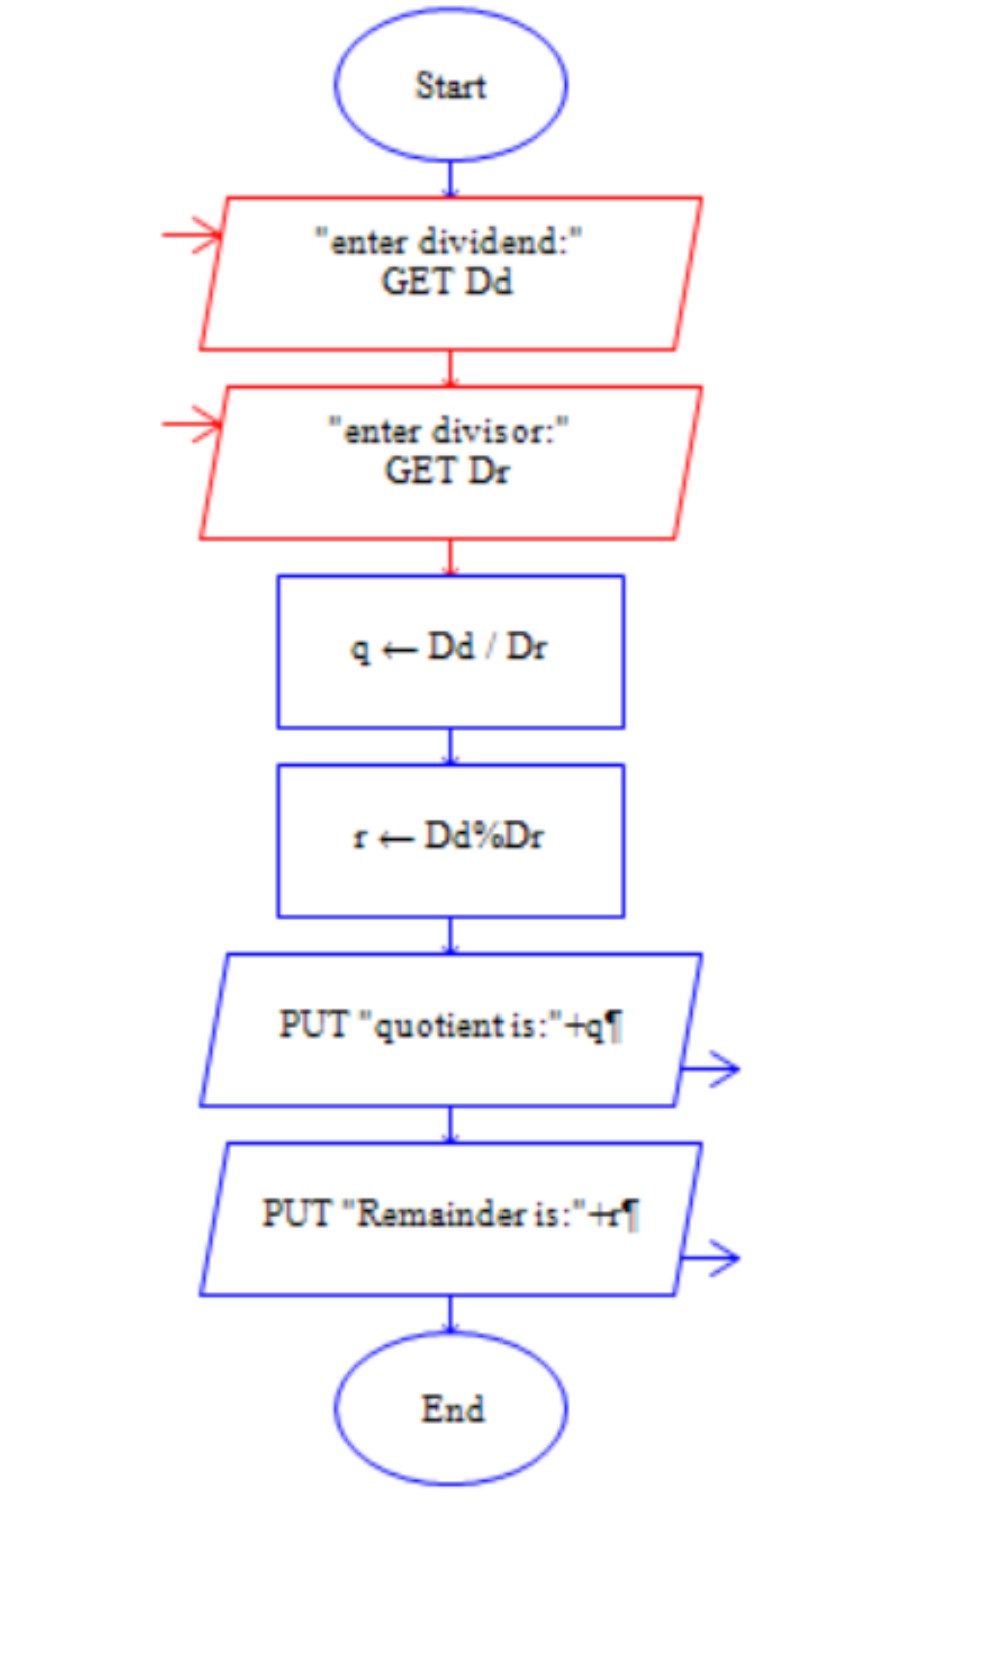 Start
"enter dividend:"
GET Dd
"enter divisor:"
GET Dr
q ← Dd / Dr
r ← Dd%Dr
PUT "quotient is:"+q¶
PUT "Remainder is:"+r¶
End